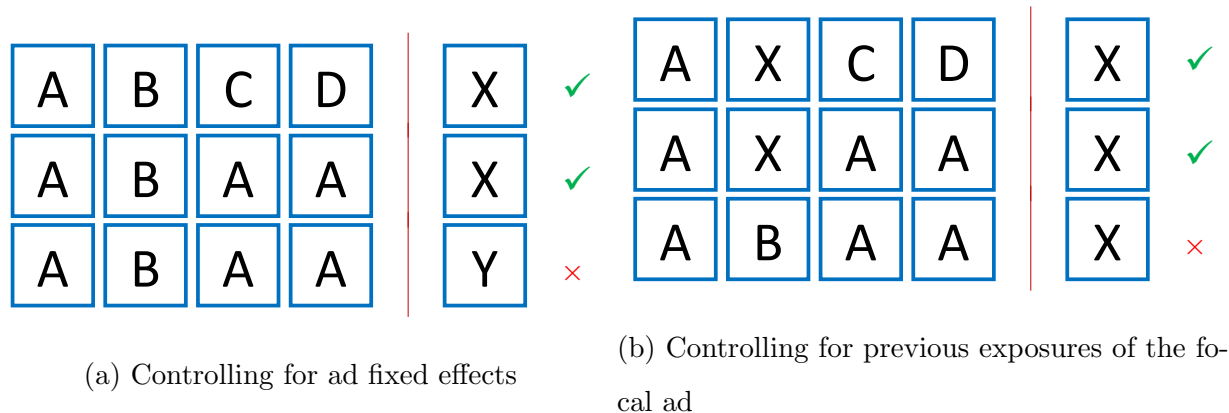 A B C D X ✓
A B A A X ✓
A B A A Y ×
(a) Controlling for ad fixed effects
A X C D X ✓
A X A A X ✓
A B A A X ×
(b) Controlling for previous exposures of the fo-
cal ad